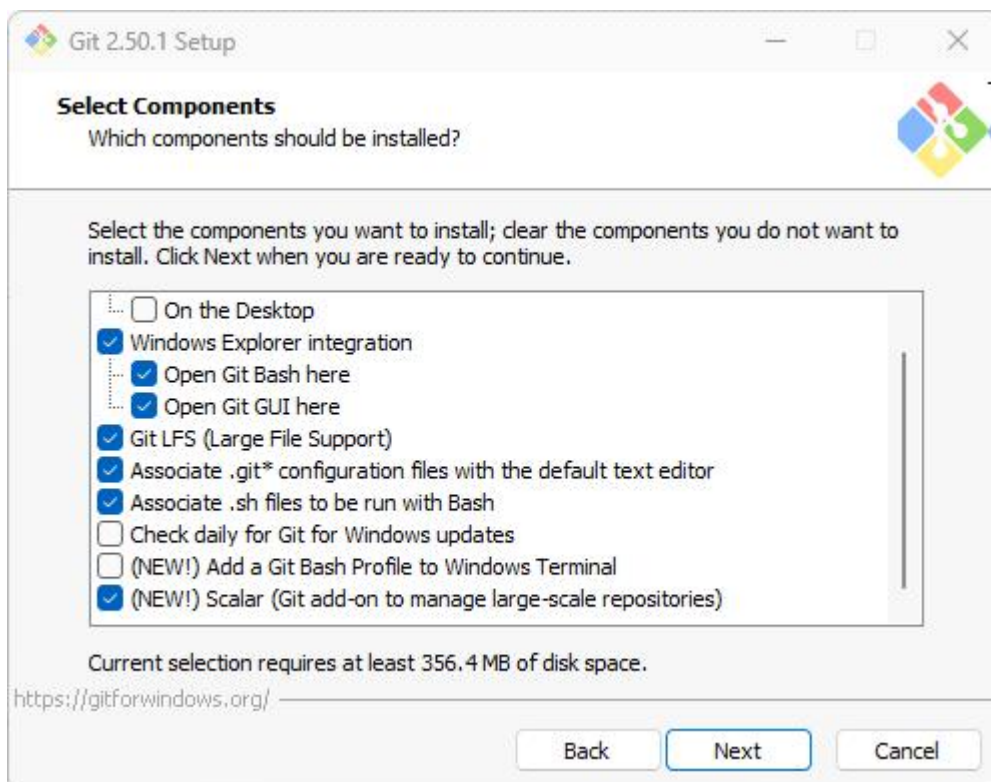 Git 2.50.1 Setup
Select Components
Which components should be installed?
Select the components you want to install; clear the components you do not want to
install. Click Next when you are ready to continue.
On the Desktop
Windows Explorer integration
Open Git Bash here
Open Git GUI here
Git LFS (Large File Support)
Associate .git* configuration files with the default text editor
Associate .sh files to be run with Bash
Check daily for Git for Windows updates
(NEW!) Add a Git Bash Profile to Windows Terminal
(NEW!) Scalar (Git add-on to manage large-scale repositories)
Current selection requires at least 356.4 MB of disk space.
https://gitforwindows.org/
Back Next Cancel